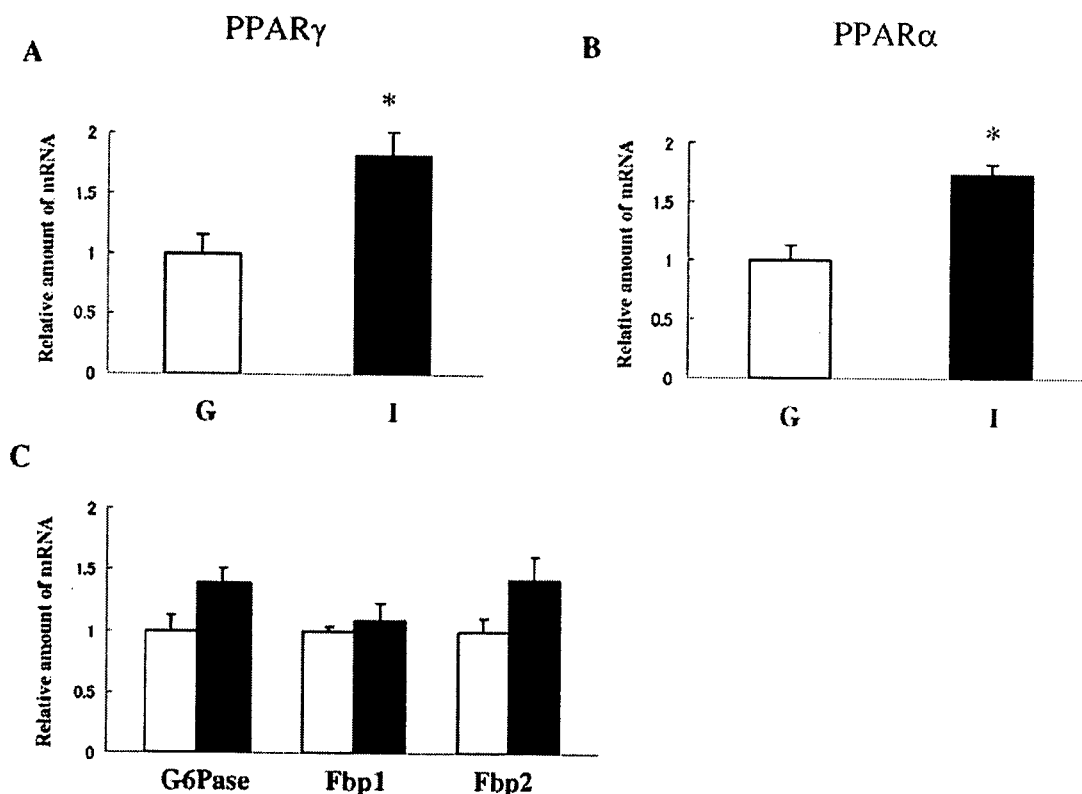 A
PPARγ
*
Relative amount of mRNA
2
1.5
1
0.5
0
G I
B
PPARα
*
Relative amount of mRNA
2
1.5
1
0.5
0
G I
C
Relative amount of mRNA
2
1.5
1
0.5
0
G6Pase Fbp1 Fbp2